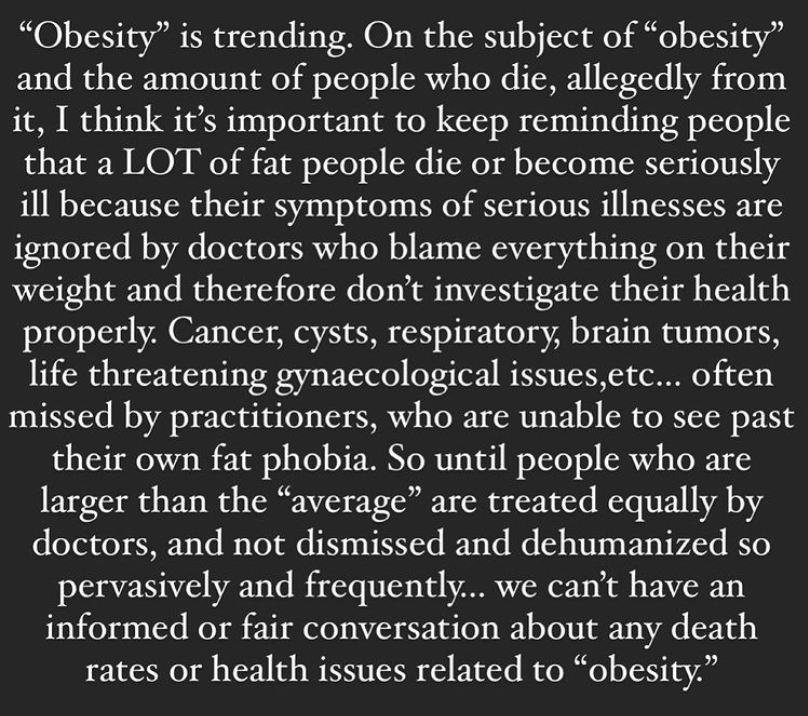 “Obesity” is trending. On the subject of “obesity”
and the amount of people who die, allegedly from
it, I think it’s important to keep reminding people
that a LOT of fat people die or become seriously
ill because their symptoms of serious illnesses are
ignored by doctors who blame everything on their
weight and therefore don’t investigate their health
properly. Cancer, cysts, respiratory, brain tumors,
life threatening gynaecological issues,etc... often
missed by practitioners, who are unable to see past
their own fat phobia. So until people who are
larger than the “average” are treated equally by
doctors, and not dismissed and dehumanized so
pervasively and frequently... we can’t have an
informed or fair conversation about any death
rates or health issues related to “obesity.”